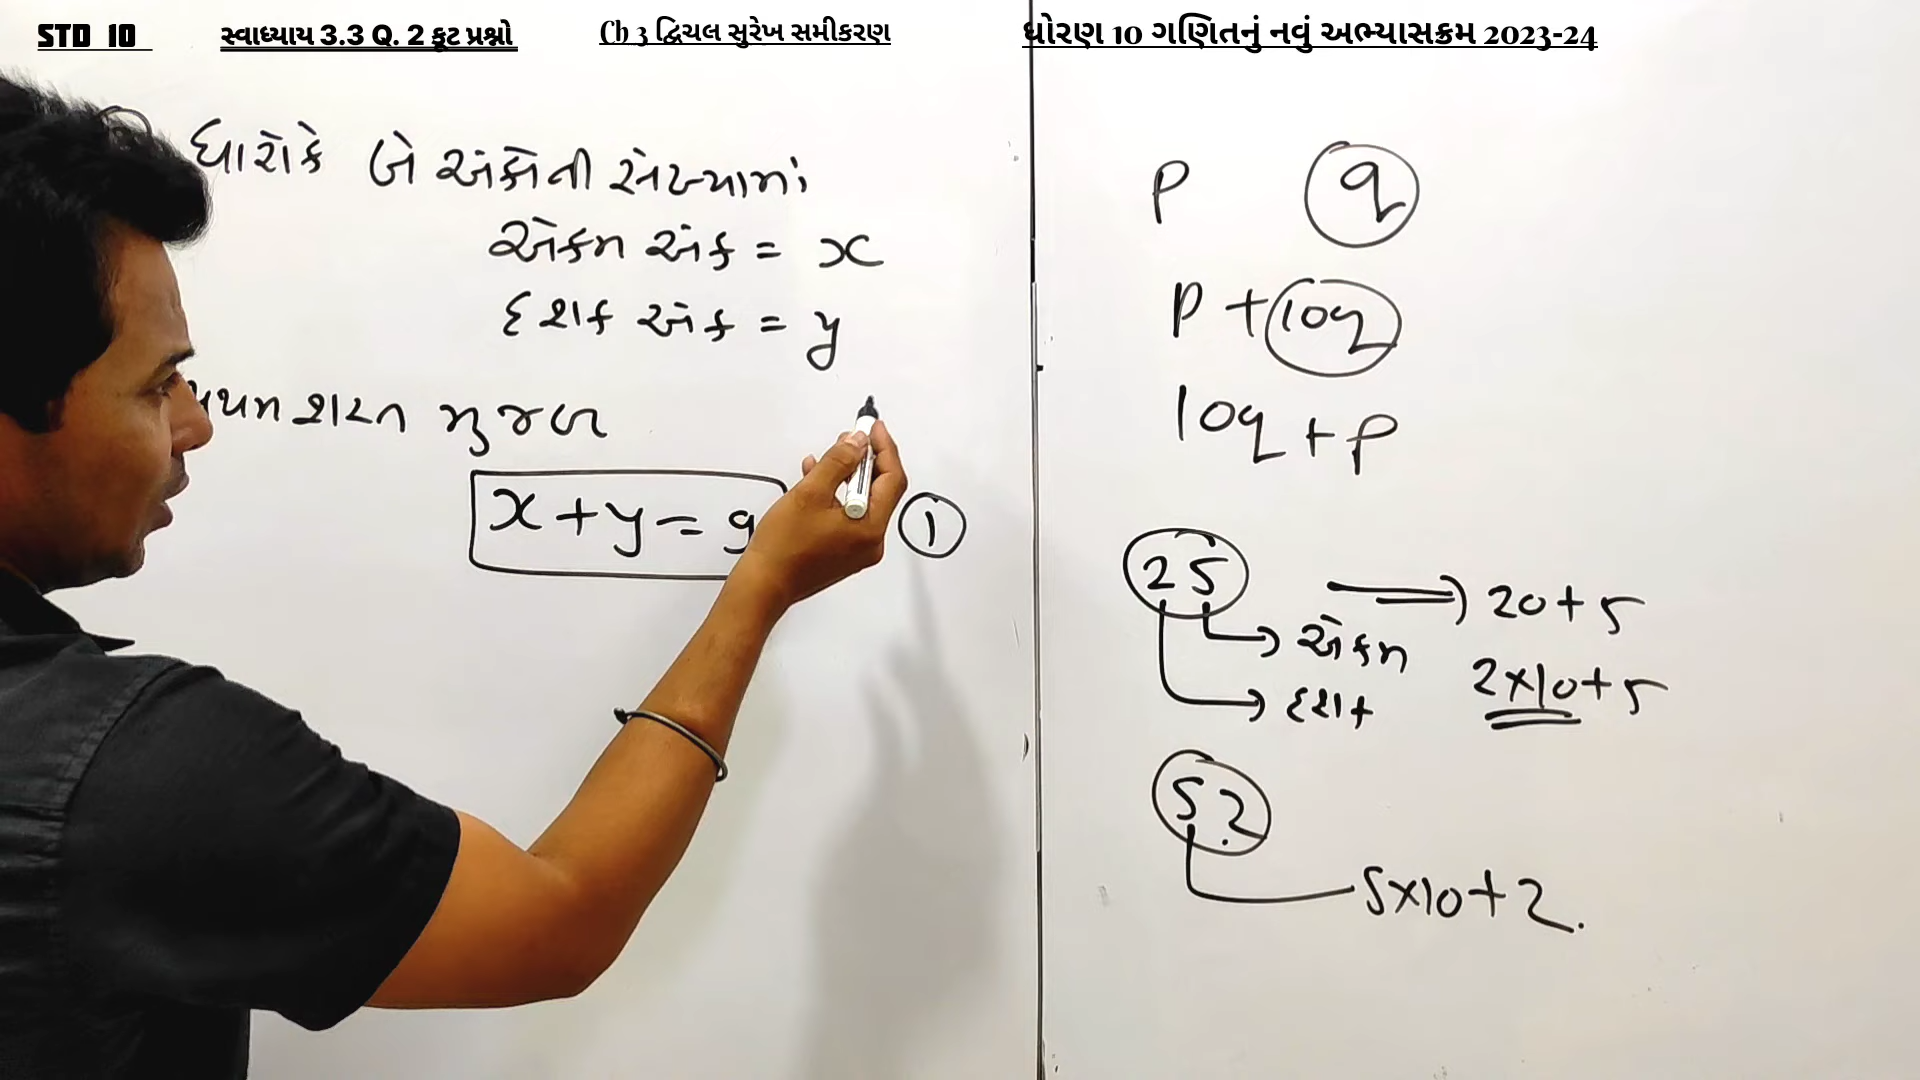 STD 10
સ્વાધ્યાય 3.3 Q. 2 કૂટ પ્રશ્નો
Ch 3 દ્વિચલ સુરેખ સમીકરણ
ધોરણ 10 ગણિતનું નવું અભ્યાસક્રમ 2023-24
ધારોકે બે અંકોની સંખ્યામાં
એકમ અંક = x
દશક અંક = y
શરત મુજબ
x + y = 9
1
P q
P + 10q
10q + P
25 ⟹ 20 + 5
→ એકમ
→ દશક
2×10 + 5
52
5×10 + 2.